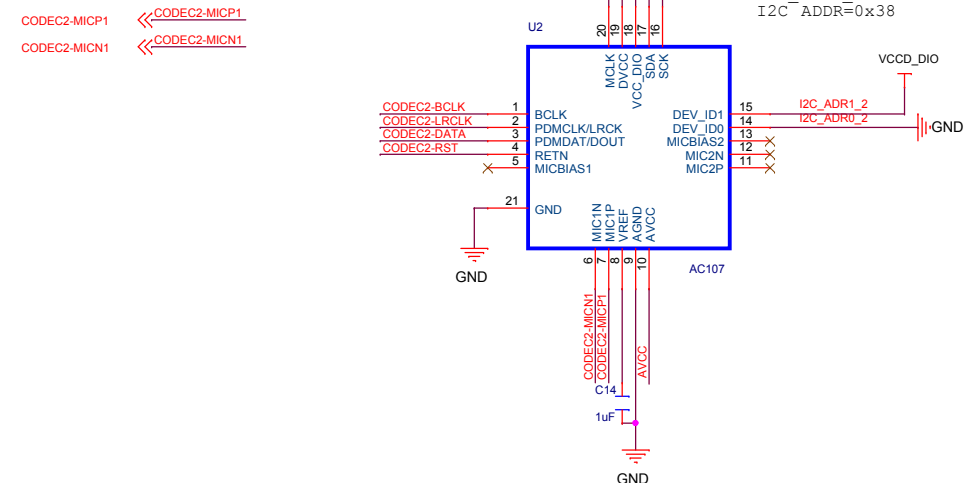 I2C ADDR=0x38
CODEC2-MICP1
CODEC2-MICP1
CODEC2-MICN1
CODEC2-MICN1
U2
20
19
18
17
16
MCLK
DVCC
VCC_DIO
SDA
SCK
VCCD_DIO
CODEC2-BCLK
1
BCLK
CODEC2-LRCLK
2
PDMCLK/LRCK
CODEC2-DATA
3
PDMDAT/DOUT
CODEC2-RST
4
RETN
5
MICBIAS1
DEV_ID1
15
I2C_ADR1_2
DEV_ID0
14
I2C_ADR0_2
GND
MICBIAS2
13
MIC2N
12
MIC2P
11
21
GND
GND
MIC1N
MIC1P
VREF
AGND
AVCC
6
7
8
9
10
AC107
CODEC2-MICN1
CODEC2-MICP1
AVCC
C14
1uF
GND